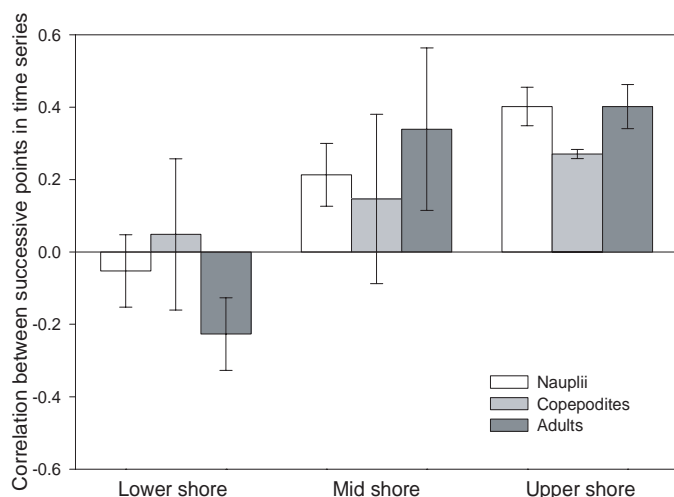 Correlation between successive points in time series
0.6
0.4
0.2
0.0
-0.2
-0.4
-0.6
Nauplii
Copepodites
Adults
Lower shore Mid shore Upper shore